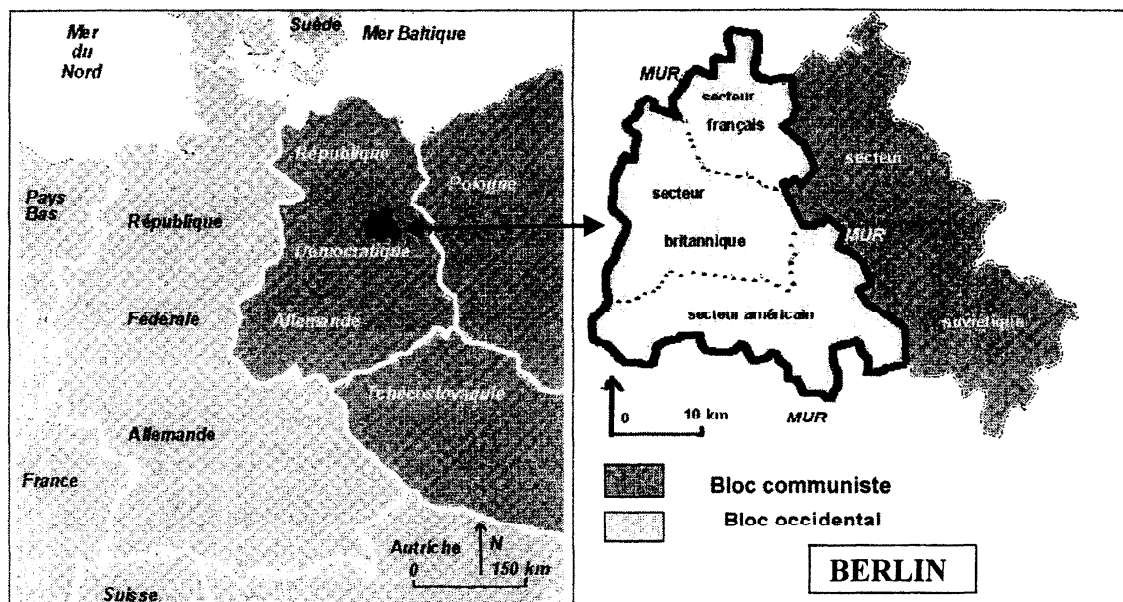 Mer
du
Nord
Suède
Mer Baltique
République
Pologne
Pays
Bas
République
Démocratique
Fédérale
Allemande
Tchécoslovaquie
Allemande
France
Autriche
N
0
150 km
Suisse
MUR
secteur
français
secteur
secteur
britannique
MUR
secteur américain
soviétique
0
10 km
MUR
Bloc communiste
Bloc occidental
BERLIN